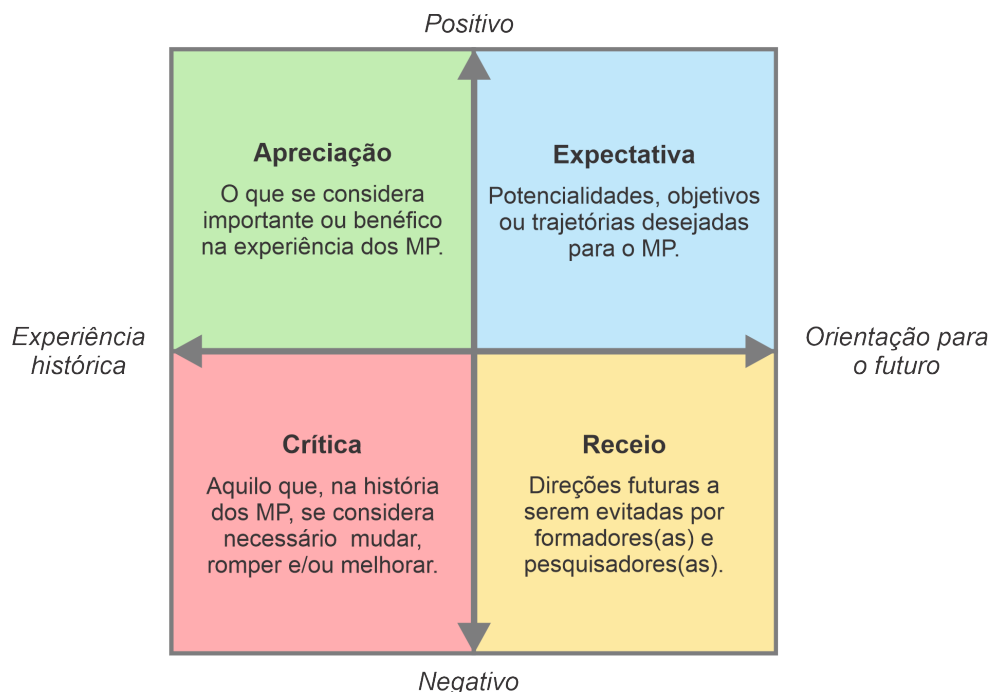 Positivo
Apreciação
O que se considera
importante ou benéfico
na experiência dos MP.
Expectativa
Potencialidades, objetivos
ou trajetórias desejadas
para o MP.
Experiência
histórica
Orientação para
o futuro
Crítica
Aquilo que, na história
dos MP, se considera
necessário  mudar,
romper e/ou melhorar.
Receio
Direções futuras a
serem evitadas por
formadores(as) e
pesquisadores(as).
Negativo